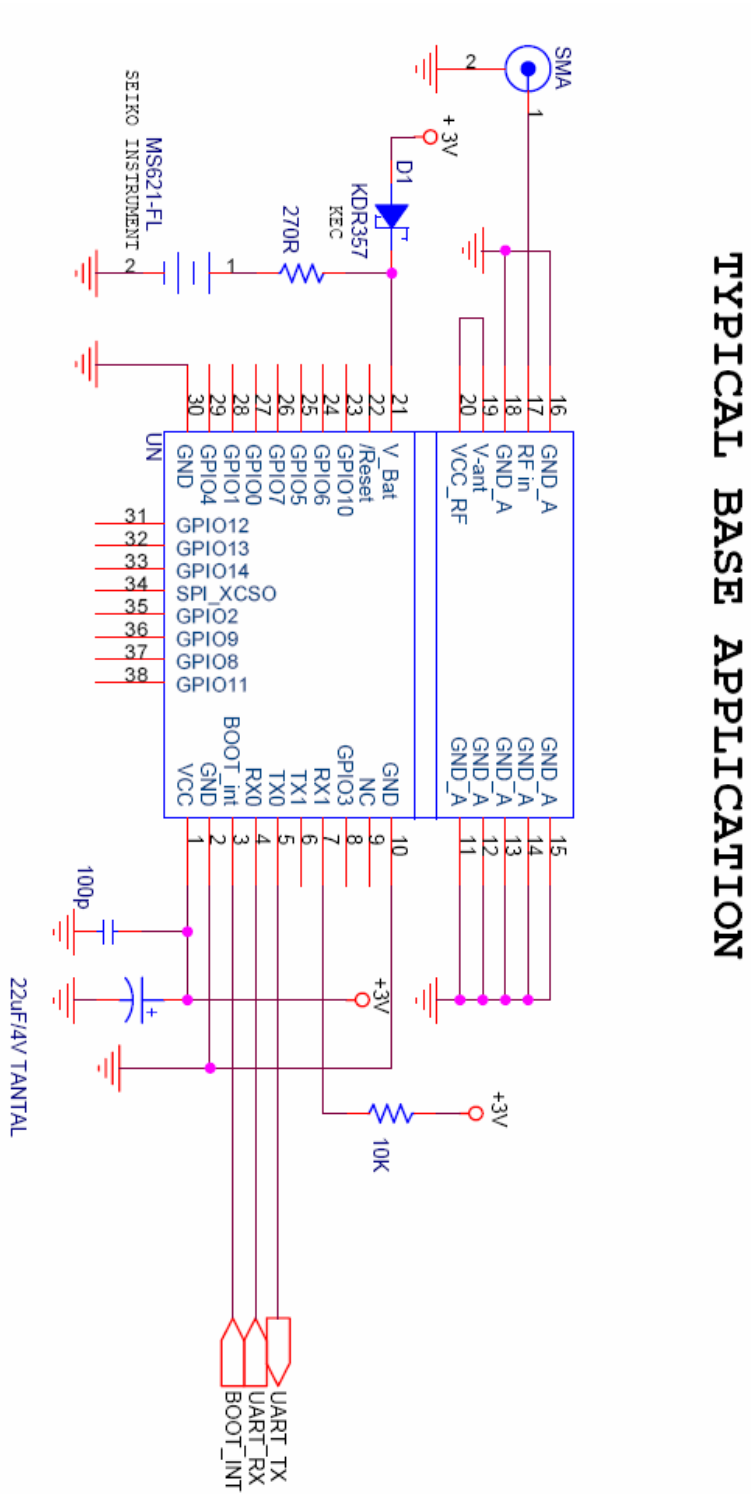 TYPICAL BASE APPLICATION
SMA
2
1
+3V
D1
KDR357
KEC
270R
MS621-FL
SEIKO INSTRUMENT
2
1
16
17
18
19
20
GND_A
RF in
GND_A
V-ant
VCC_RF
21
22
23
24
25
26
27
28
29
30
V_Bat
/Reset
GPIO10
GPIO6
GPIO5
GPIO7
GPIO0
GPIO1
GPIO4
GND
UN
31
32
33
34
35
36
37
38
GPIO12
GPIO13
GPIO14
SPI_XCSO
GPIO2
GPIO9
GPIO8
GPIO11
GND_A
GND_A
GND_A
GND_A
GND_A
15
14
13
12
11
GND
NC
GPIO3
RX1
TX1
TX0
RX0
BOOT_int
GND
VCC
10
9
8
7
6
5
4
3
2
1
100p
22uF/4V TANTAL
+
+3V
+3V
10K
UART_TX
UART_RX
BOOT_INT